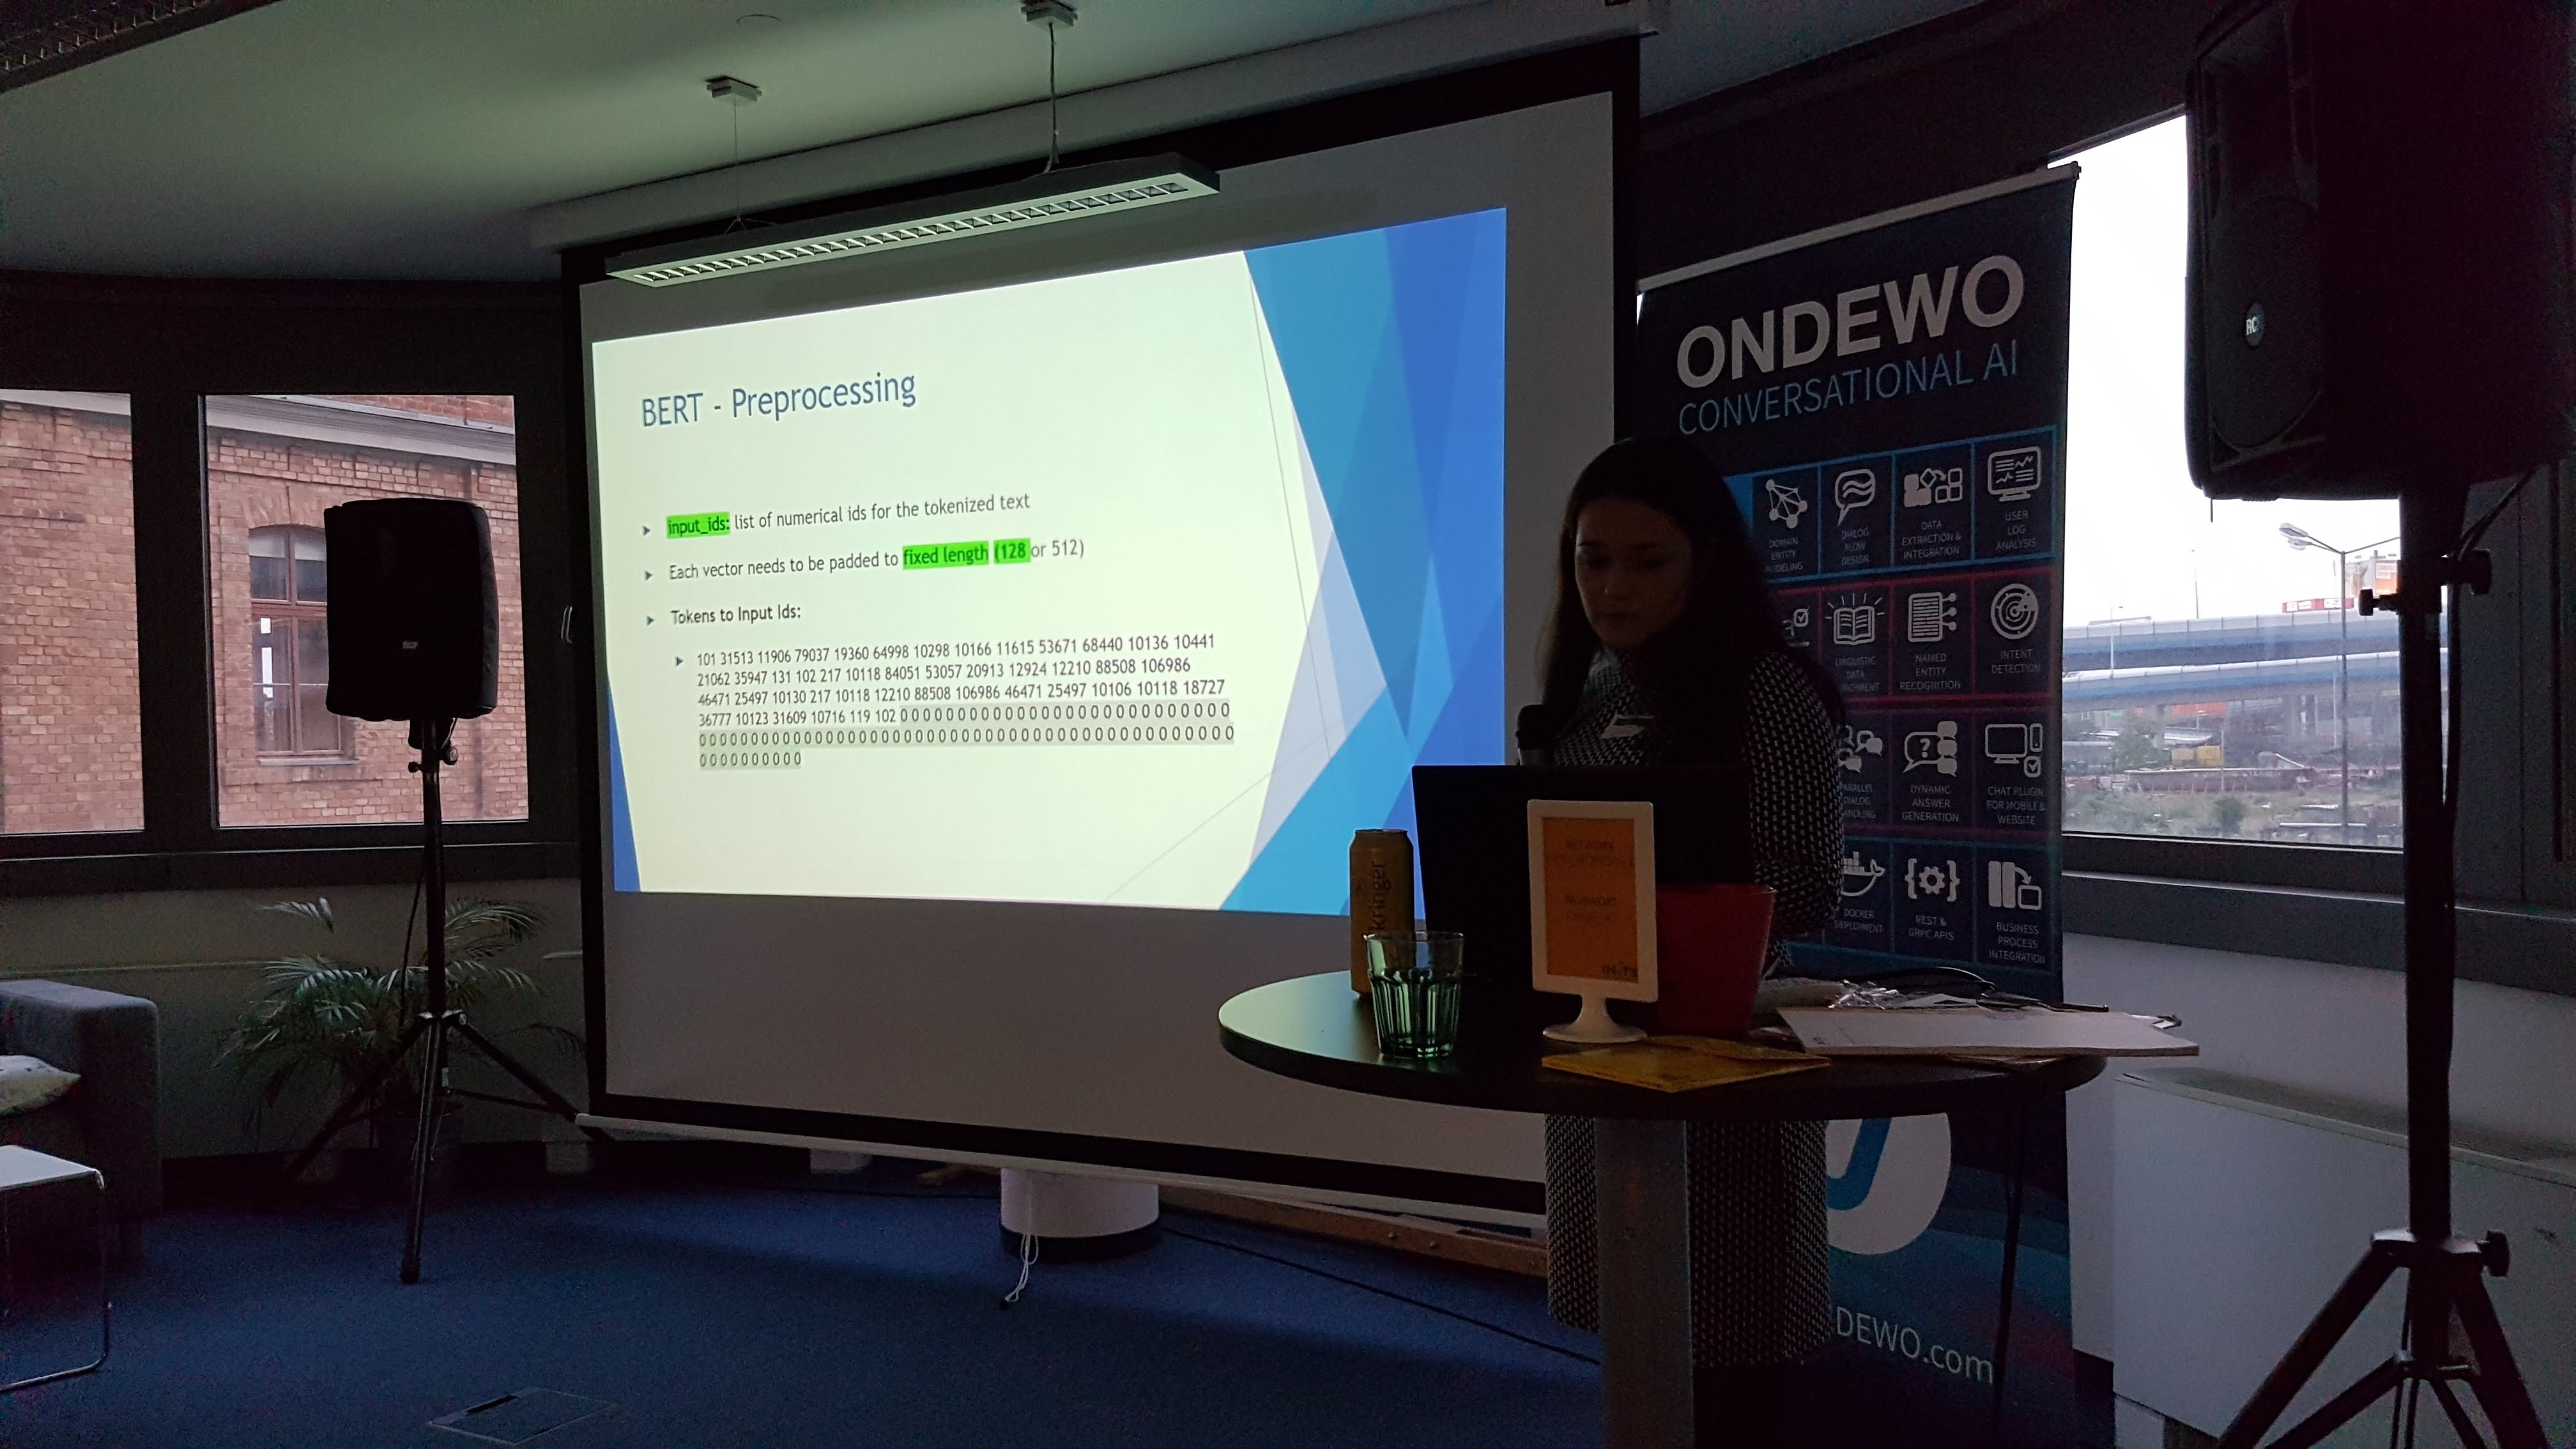 BERT - Preprocessing
input_ids: list of numerical ids for the tokenized text
Each vector needs to be padded to fixed length (128 or 512)
Tokens to Input Ids:
101 31513 11906 79037 19360 64998 10298 10166 11615 53671 68440 10136 10441
21062 35947 131 102 217 10118 84051 53057 20913 12924 12210 88508 106986
46471 25497 10130 217 10118 12210 88508 106986 46471 25497 10106 10118 18727
36777 10123 31609 10716 119 102 0 0 0 0 0 0 0 0 0 0 0 0 0 0 0 0 0 0 0 0 0 0 0 0 0 0 0 0
0 0 0 0 0 0 0 0 0 0 0 0 0 0 0 0 0 0 0 0 0 0 0 0 0 0 0 0 0 0 0 0 0 0 0 0 0 0 0 0 0 0
0 0 0 0 0 0 0 0 0 0
ONDEWO
CONVERSATIONAL AI
DOMAIN
ENTITY
DIALOG
FLOW
DESIGN
DATA
EXTRACTION &
INTEGRATION
USER
LOG
ANALYSIS
LINGUISTIC
DATA
NAMED
ENTITY
RECOGNITION
INTENT
DETECTION
DIALOG
DYNAMIC
ANSWER
GENERATION
CHAT PLUGIN
FOR MOBILE &
WEBSITE
DOCKER
REST &
GRPC APIS
BUSINESS
PROCESS
INTEGRATION
DEWO.com
RCF
kringer